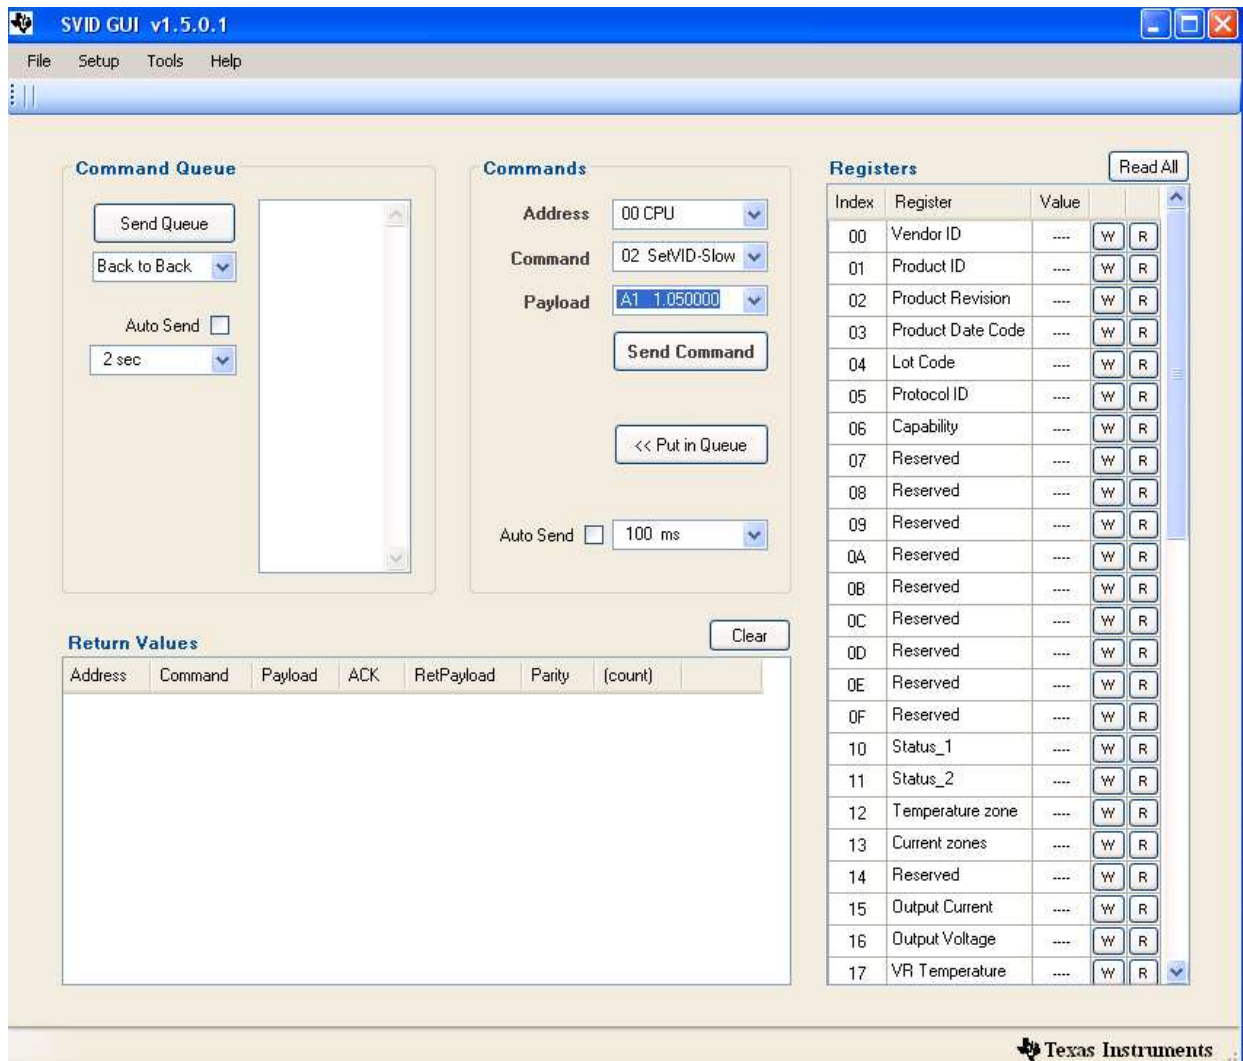 SVID GUI v1.5.0.1
File Setup Tools Help
Command Queue
Send Queue
Back to Back
Auto Send
2 sec
Commands
Address 00 CPU
Command 02 SetVID-Slow
Payload A1 1.050000
Send Command
<< Put in Queue
Auto Send 100 ms
Registers Read All
Index Register Value
00 Vendor ID ---- W R
01 Product ID ---- W R
02 Product Revision ---- W R
03 Product Date Code ---- W R
04 Lot Code ---- W R
05 Protocol ID ---- W R
06 Capability ---- W R
07 Reserved ---- W R
08 Reserved ---- W R
09 Reserved ---- W R
0A Reserved ---- W R
0B Reserved ---- W R
0C Reserved ---- W R
0D Reserved ---- W R
0E Reserved ---- W R
0F Reserved ---- W R
10 Status_1 ---- W R
11 Status_2 ---- W R
12 Temperature zone ---- W R
13 Current zones ---- W R
14 Reserved ---- W R
15 Output Current ---- W R
16 Output Voltage ---- W R
17 VR Temperature ---- W R
Return Values Clear
Address Command Payload ACK RetPayload Parity (count)
Texas Instruments